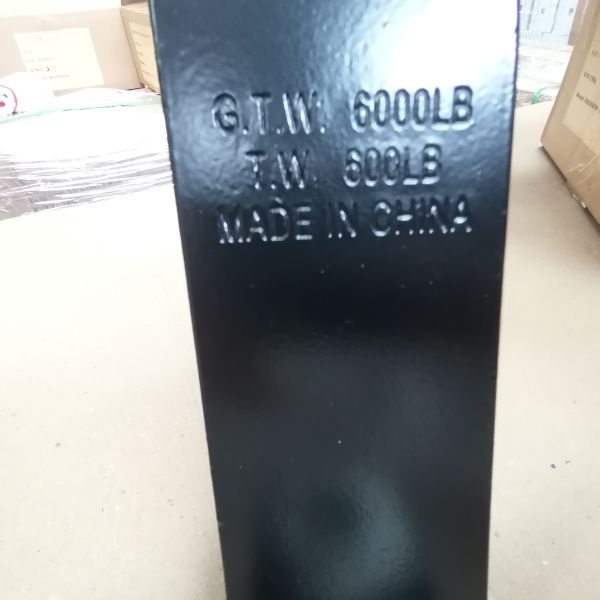 G.T.W. 6000LB
T.W. 600LB
MADE IN CHINA